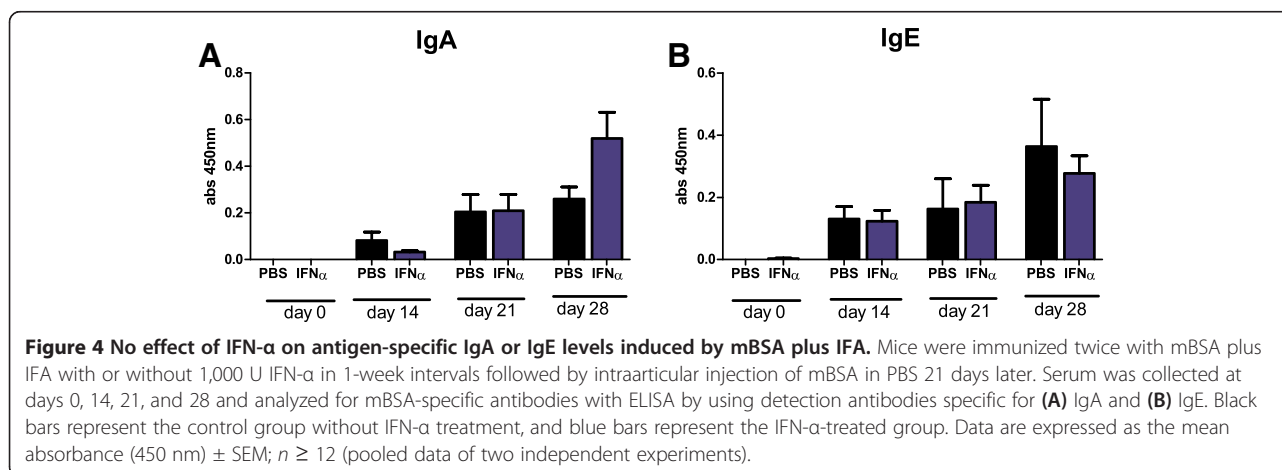 IgA
A
0.8
0.6
0.4
0.2
0.0
abs 450nm
PBS IFNα PBS IFNα PBS IFNα PBS IFNα
day 0 day 14 day 21 day 28
IgE
B
0.8
0.6
0.4
0.2
0.0
abs 450nm
PBS IFNα PBS IFNα PBS IFNα PBS IFNα
day 0 day 14 day 21 day 28
Figure 4 No effect of IFN-α on antigen-specific IgA or IgE levels induced by mBSA plus IFA. Mice were immunized twice with mBSA plus
IFA with or without 1,000 U IFN-α in 1-week intervals followed by intraarticular injection of mBSA in PBS 21 days later. Serum was collected at
days 0, 14, 21, and 28 and analyzed for mBSA-specific antibodies with ELISA by using detection antibodies specific for (A) IgA and (B) IgE. Black
bars represent the control group without IFN-α treatment, and blue bars represent the IFN-α-treated group. Data are expressed as the mean
absorbance (450 nm) ± SEM; n ≥ 12 (pooled data of two independent experiments).